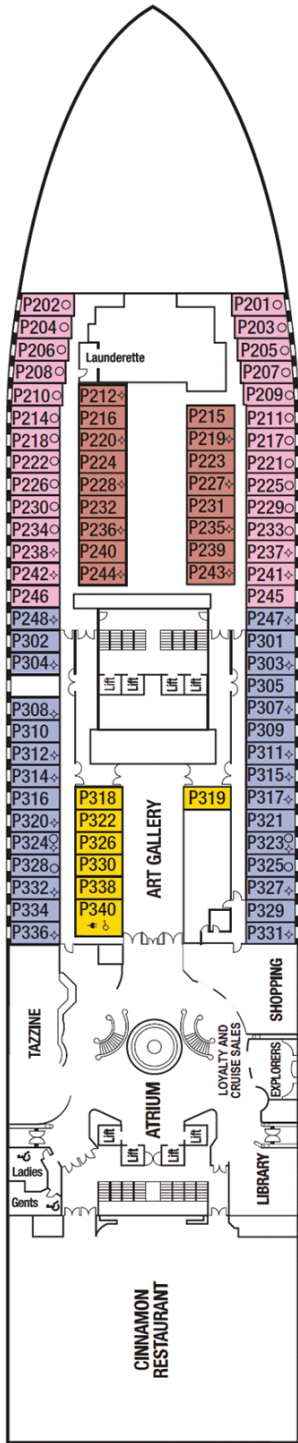 P202 P201
P204 P203
P206 P205
Launderette
P208 P207
P210 P212 P209
P214 P216 P215 P211
P218 P220 P219 P217
P222 P224 P223 P221
P226 P228 P227 P225
P230 P232 P231 P229
P234 P236 P235 P233
P238 P240 P239 P237
P242 P244 P243 P241
P246 P245
P248 P247
P302 P301
P304 P303
Lift Lift Lift Lift
P305
P308 P307
P310 P309
P312 P311
P314 P315
P316 P318 P319 P317
P320 P322 P321
P324 P326 P323
P328 P330 P325
P332 P338 P327
P334 P340 P329
P336 P331
ART GALLERY
TAZZINE
SHOPPING
LOYALTY AND
CRUISE SALES
EXPLORERS
ATRIUM
Lift Lift Lift Lift
Ladies
Gents
LIBRARY
CINNAMON
RESTAURANT